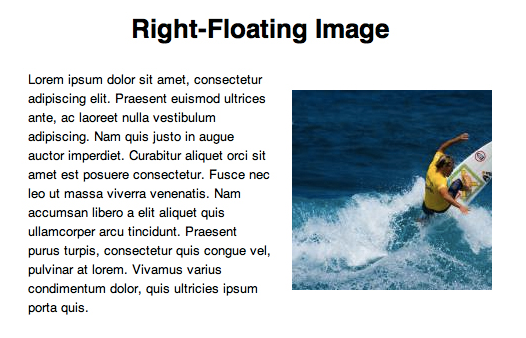 Right-Floating Image
Lorem ipsum dolor sit amet, consectetur
adipiscing elit. Praesent euismod ultrices
ante, ac laoreet nulla vestibulum
adipiscing. Nam quis justo in augue
auctor imperdiet. Curabitur aliquet orci sit
amet est posuere consectetur. Fusce nec
leo ut massa viverra venenatis. Nam
accumsan libero a elit aliquet quis
ullamcorper arcu tincidunt. Praesent
purus turpis, consectetur quis congue vel,
pulvinar at lorem. Vivamus varius
condimentum dolor, quis ultricies ipsum
porta quis.